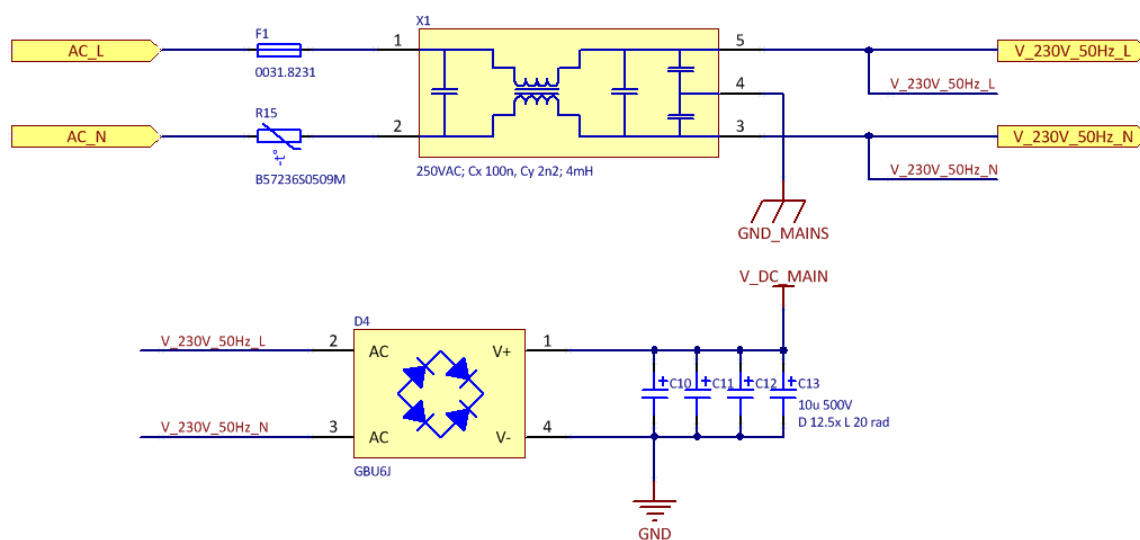 X1
AC_L
F1
0031.8231
1
5
V_230V_50Hz_L
V_230V_50Hz_L
4
AC_N
R15
-t°
B57236S0509M
2
3
V_230V_50Hz_N
V_230V_50Hz_N
250VAC; Cx 100n, Cy 2n2; 4mH
GND_MAINS
V_DC_MAIN
D4
V_230V_50Hz_L
2
AC
V+
1
C10
C11
C12
C13
10u 500V
D 12.5x L 20 rad
V_230V_50Hz_N
3
AC
V-
4
GBU6J
GND